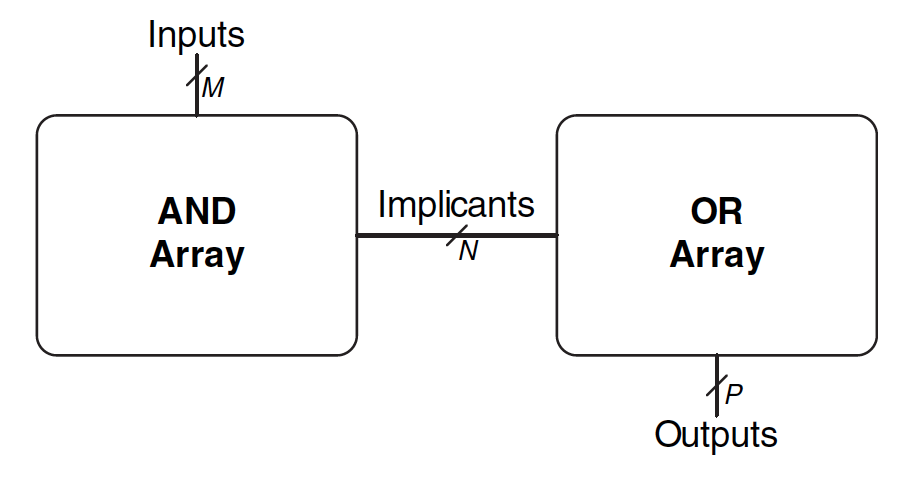 Inputs
M
AND
Array
Implicants
N
OR
Array
P
Outputs